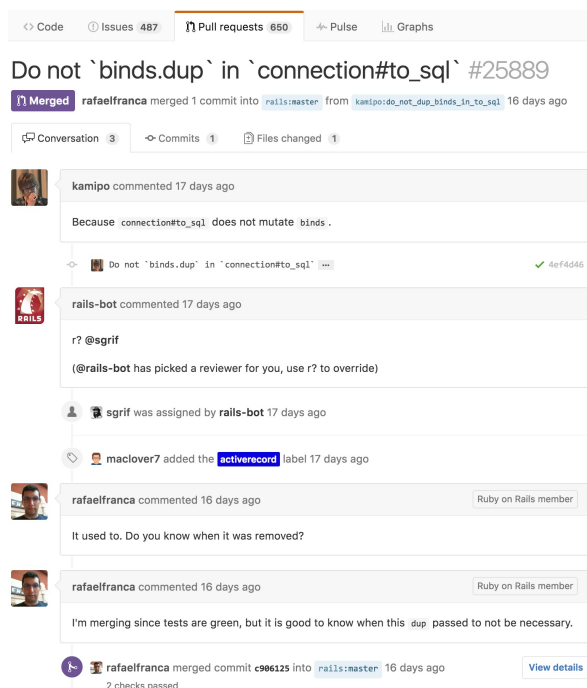 Code
Issues 487
Pull requests 650
Pulse
Graphs
Do not `binds.dup` in `connection#to_sql` #25889
Merged rafaelfranca merged 1 commit into rails:master from kamipo:do_not_dup_binds_in_to_sql 16 days ago
Conversation 3
Commits 1
Files changed 1
kamipo commented 17 days ago
Because connection#to_sql does not mutate binds.
Do not `binds.dup` in `connection#to_sql` ...
4ef4d46
RAILS
rails-bot commented 17 days ago
r? @sgrif
(@rails-bot has picked a reviewer for you, use r? to override)
sgrif was assigned by rails-bot 17 days ago
maclover7 added the activerecord label 17 days ago
rafaelfranca commented 16 days ago
Ruby on Rails member
It used to. Do you know when it was removed?
rafaelfranca commented 16 days ago
Ruby on Rails member
I'm merging since tests are green, but it is good to know when this dup passed to not be necessary.
rafaelfranca merged commit c906125 into rails:master 16 days ago
View details
2 checks passed